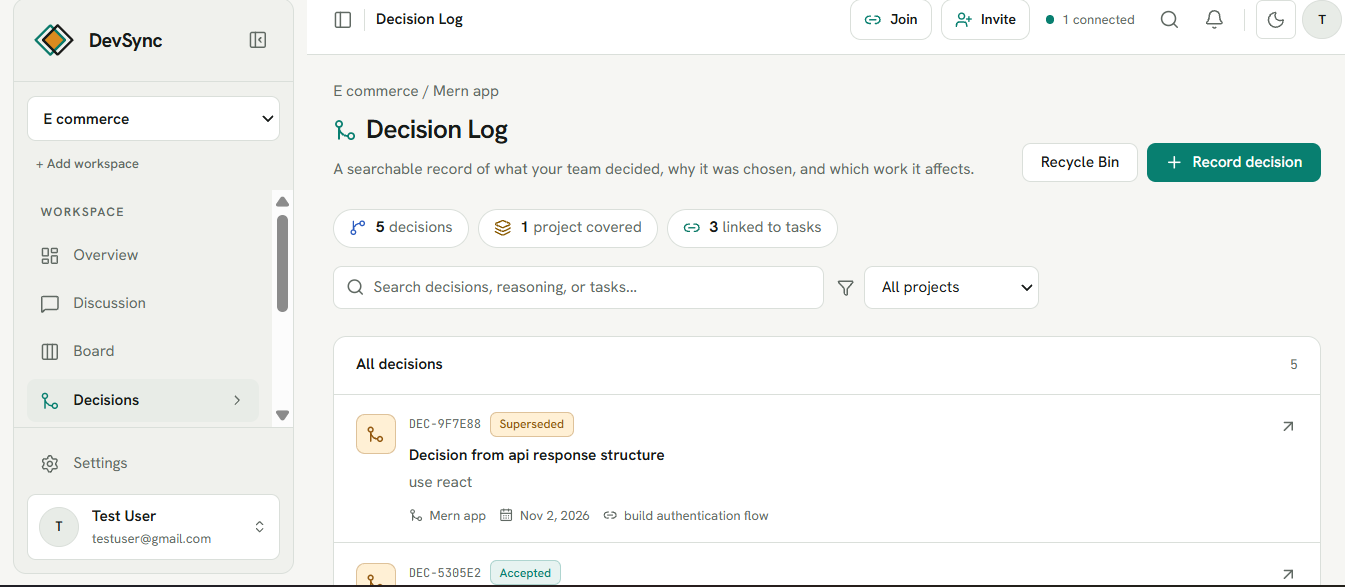 DevSync
E commerce
+ Add workspace
WORKSPACE
Overview
Discussion
Board
Decisions
Settings
T
Test User
testuser@gmail.com
Decision Log
Join
Invite
1 connected
T
E commerce / Mern app
Decision Log
A searchable record of what your team decided, why it was chosen, and which work it affects.
Recycle Bin
+ Record decision
5 decisions
1 project covered
3 linked to tasks
Search decisions, reasoning, or tasks...
All projects
All decisions
5
DEC-9F7E88 Superseded
Decision from api response structure
use react
Mern app Nov 2, 2026 build authentication flow
DEC-5305E2 Accepted